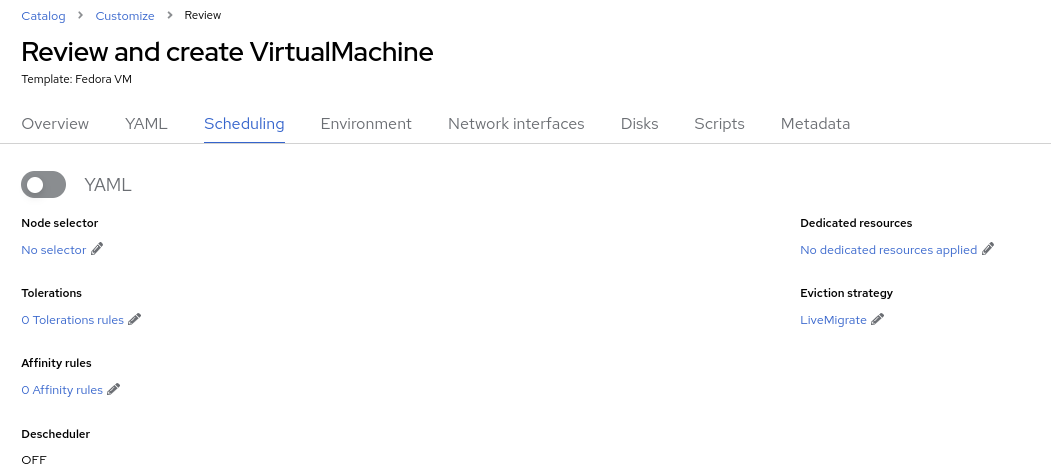 Catalog > Customize > Review
Review and create VirtualMachine
Template: Fedora VM
Overview YAML Scheduling Environment Network interfaces Disks Scripts Metadata
YAML
Node selector
No selector
Tolerations
0 Tolerations rules
Affinity rules
0 Affinity rules
Descheduler
OFF
Dedicated resources
No dedicated resources applied
Eviction strategy
LiveMigrate